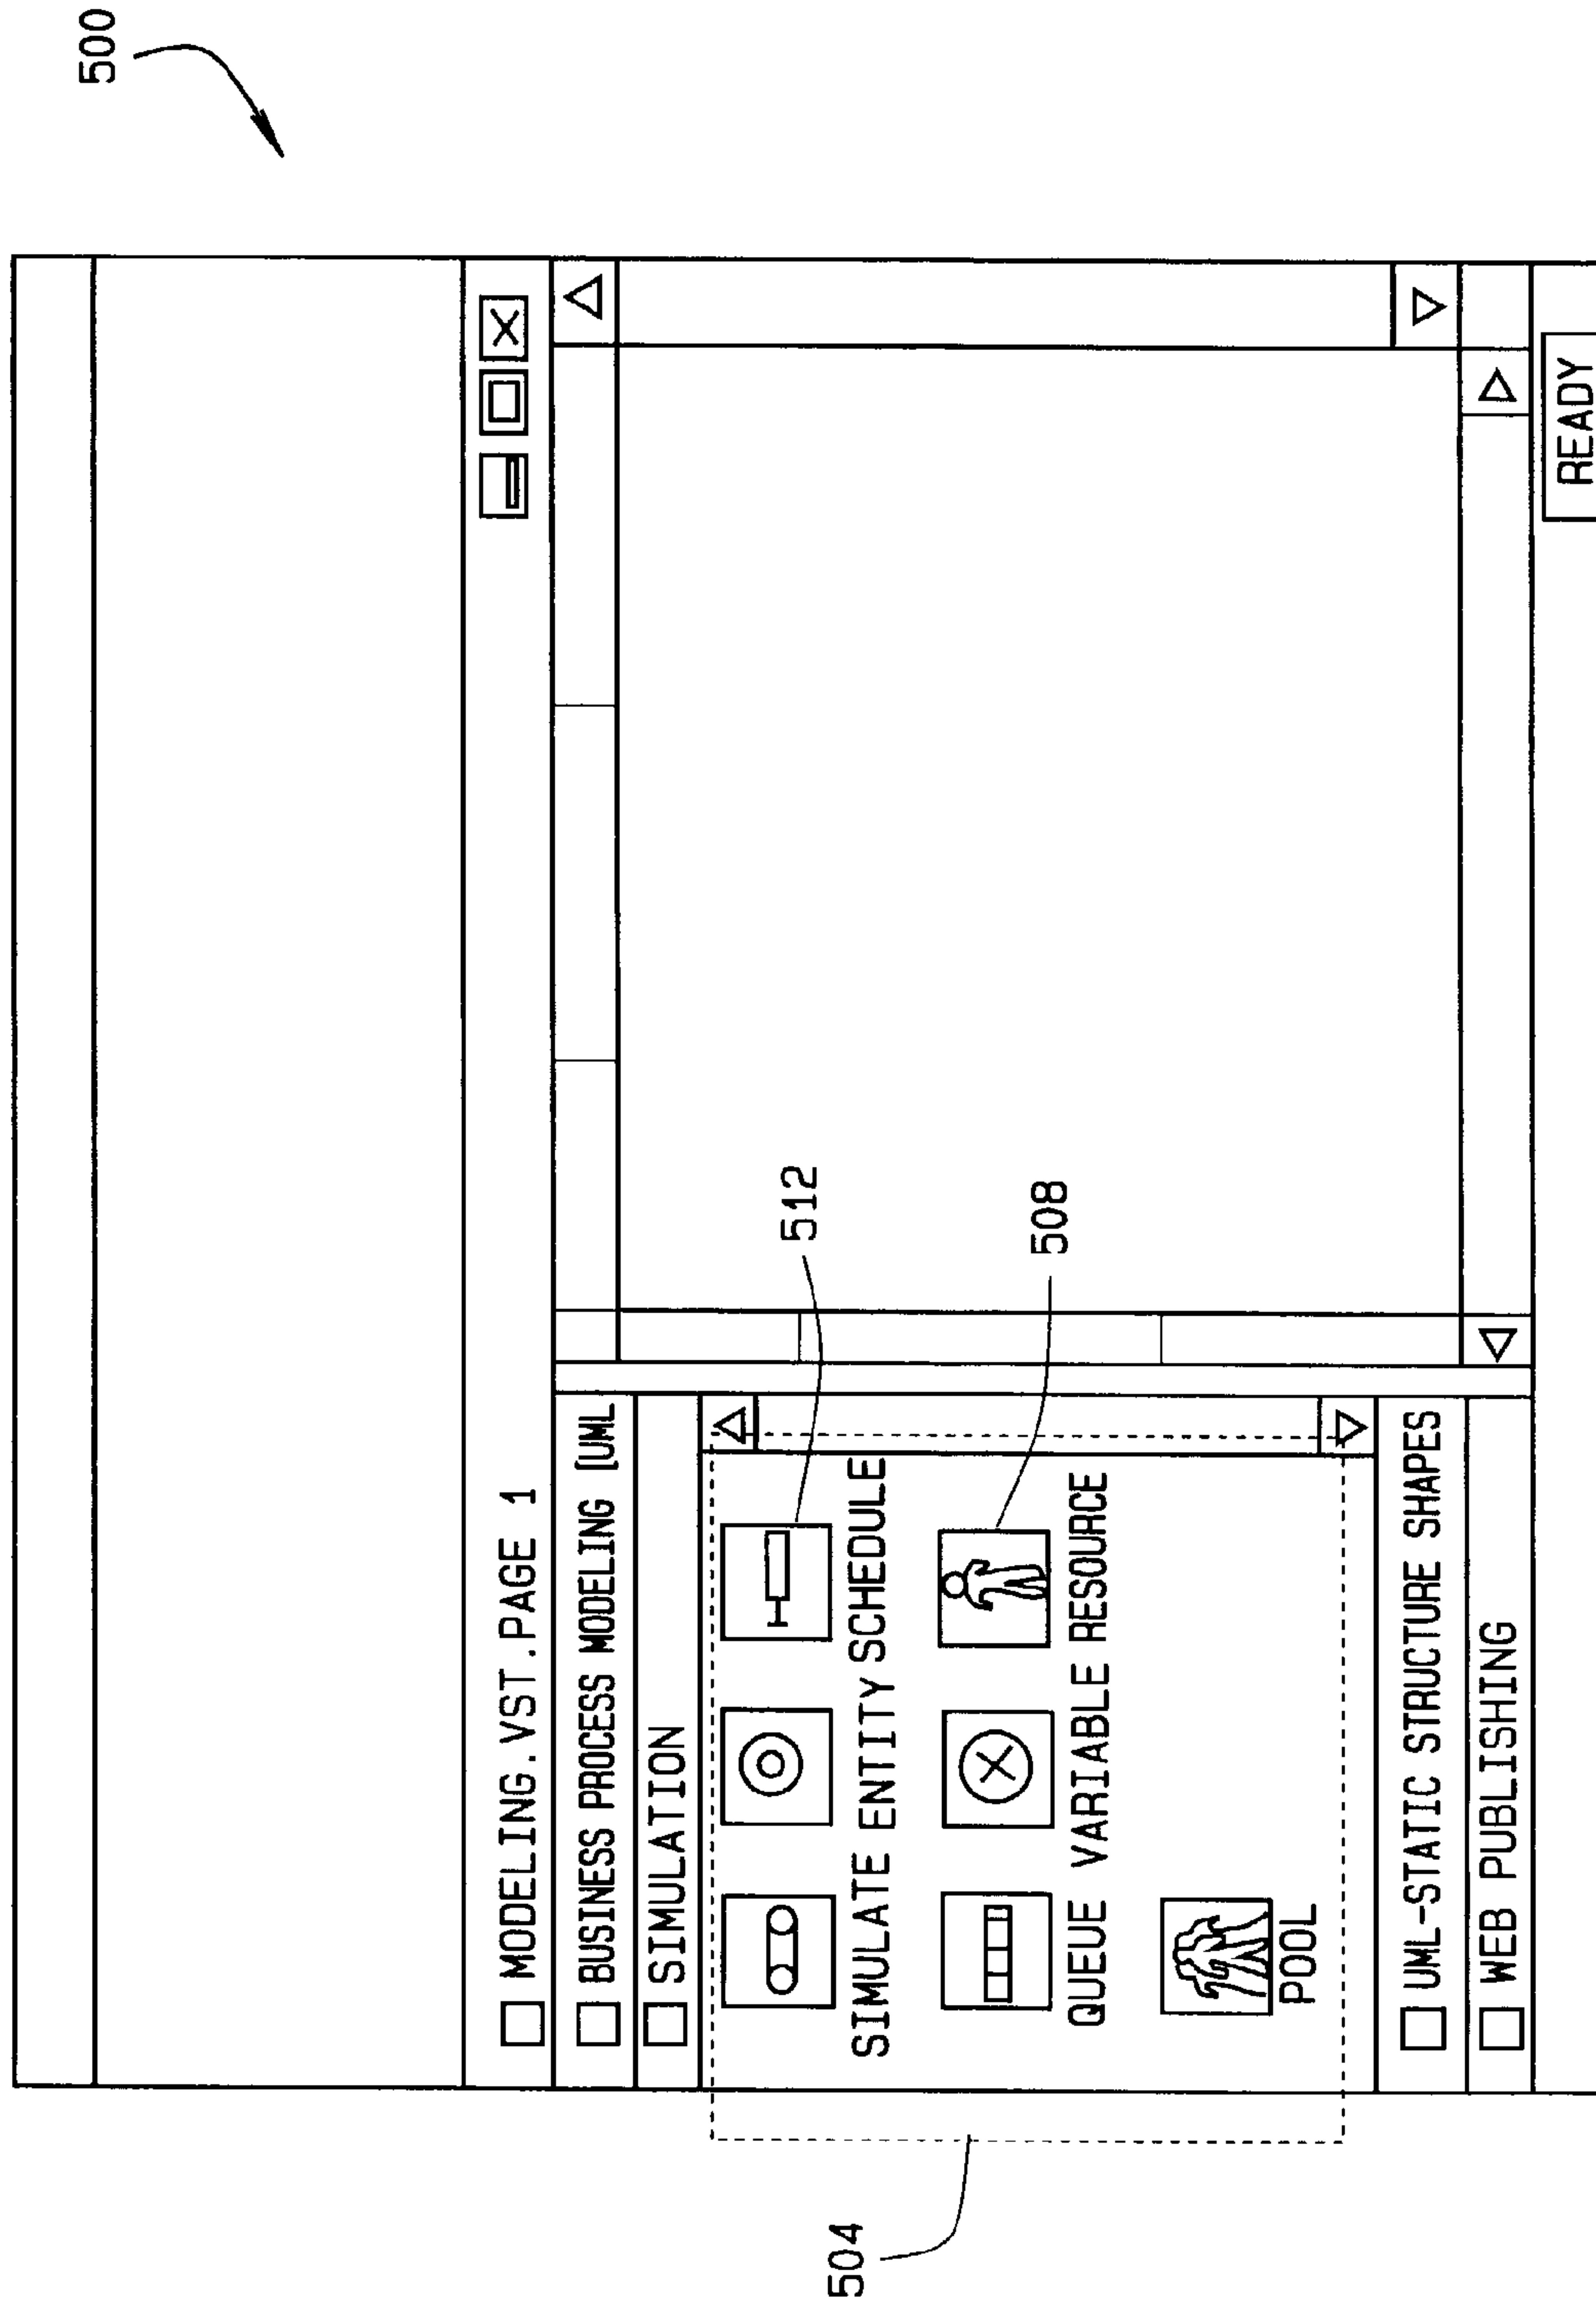 500
MODELING.VST.PAGE 1
BUSINESS PROCESS MODELING (UML
SIMULATION
512
SIMULATE ENTITY SCHEDULE
508
QUEUE VARIABLE RESOURCE
POOL
504
UML-STATIC STRUCTURE SHAPES
WEB PUBLISHING
READY